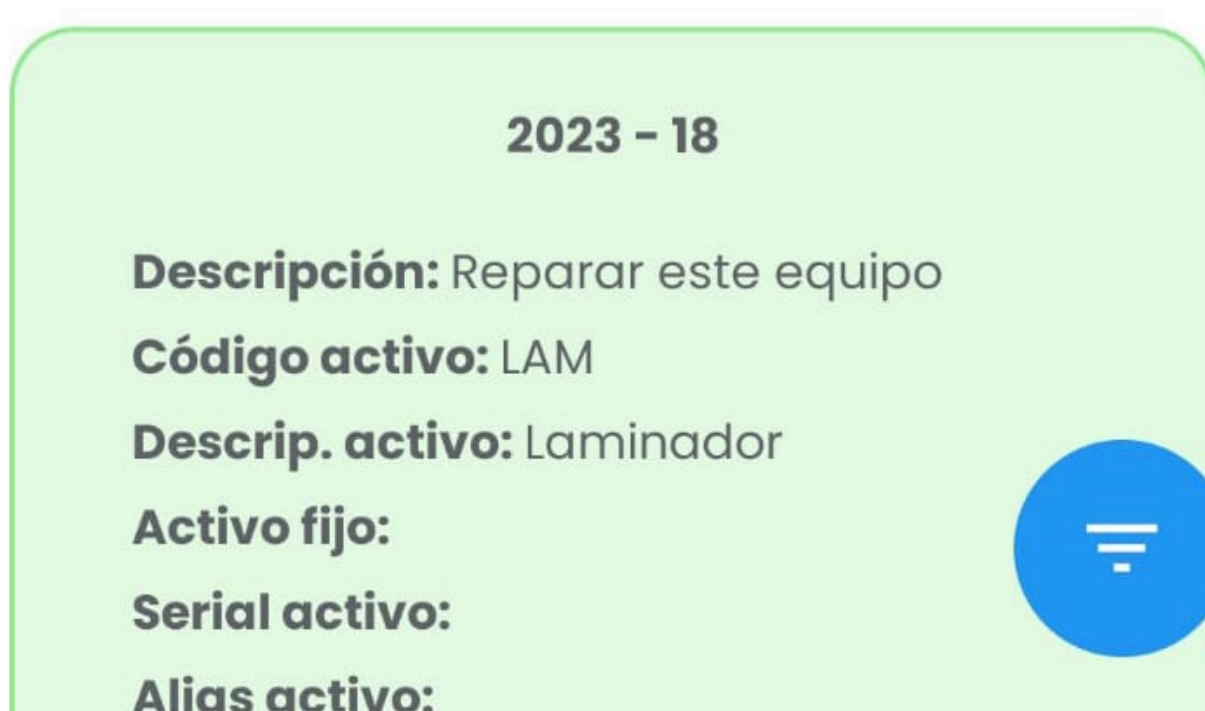 2023 - 18
Descripción: Reparar este equipo
Código activo: LAM
Descrip. activo: Laminador
Activo fijo:
Serial activo:
Alias activo: